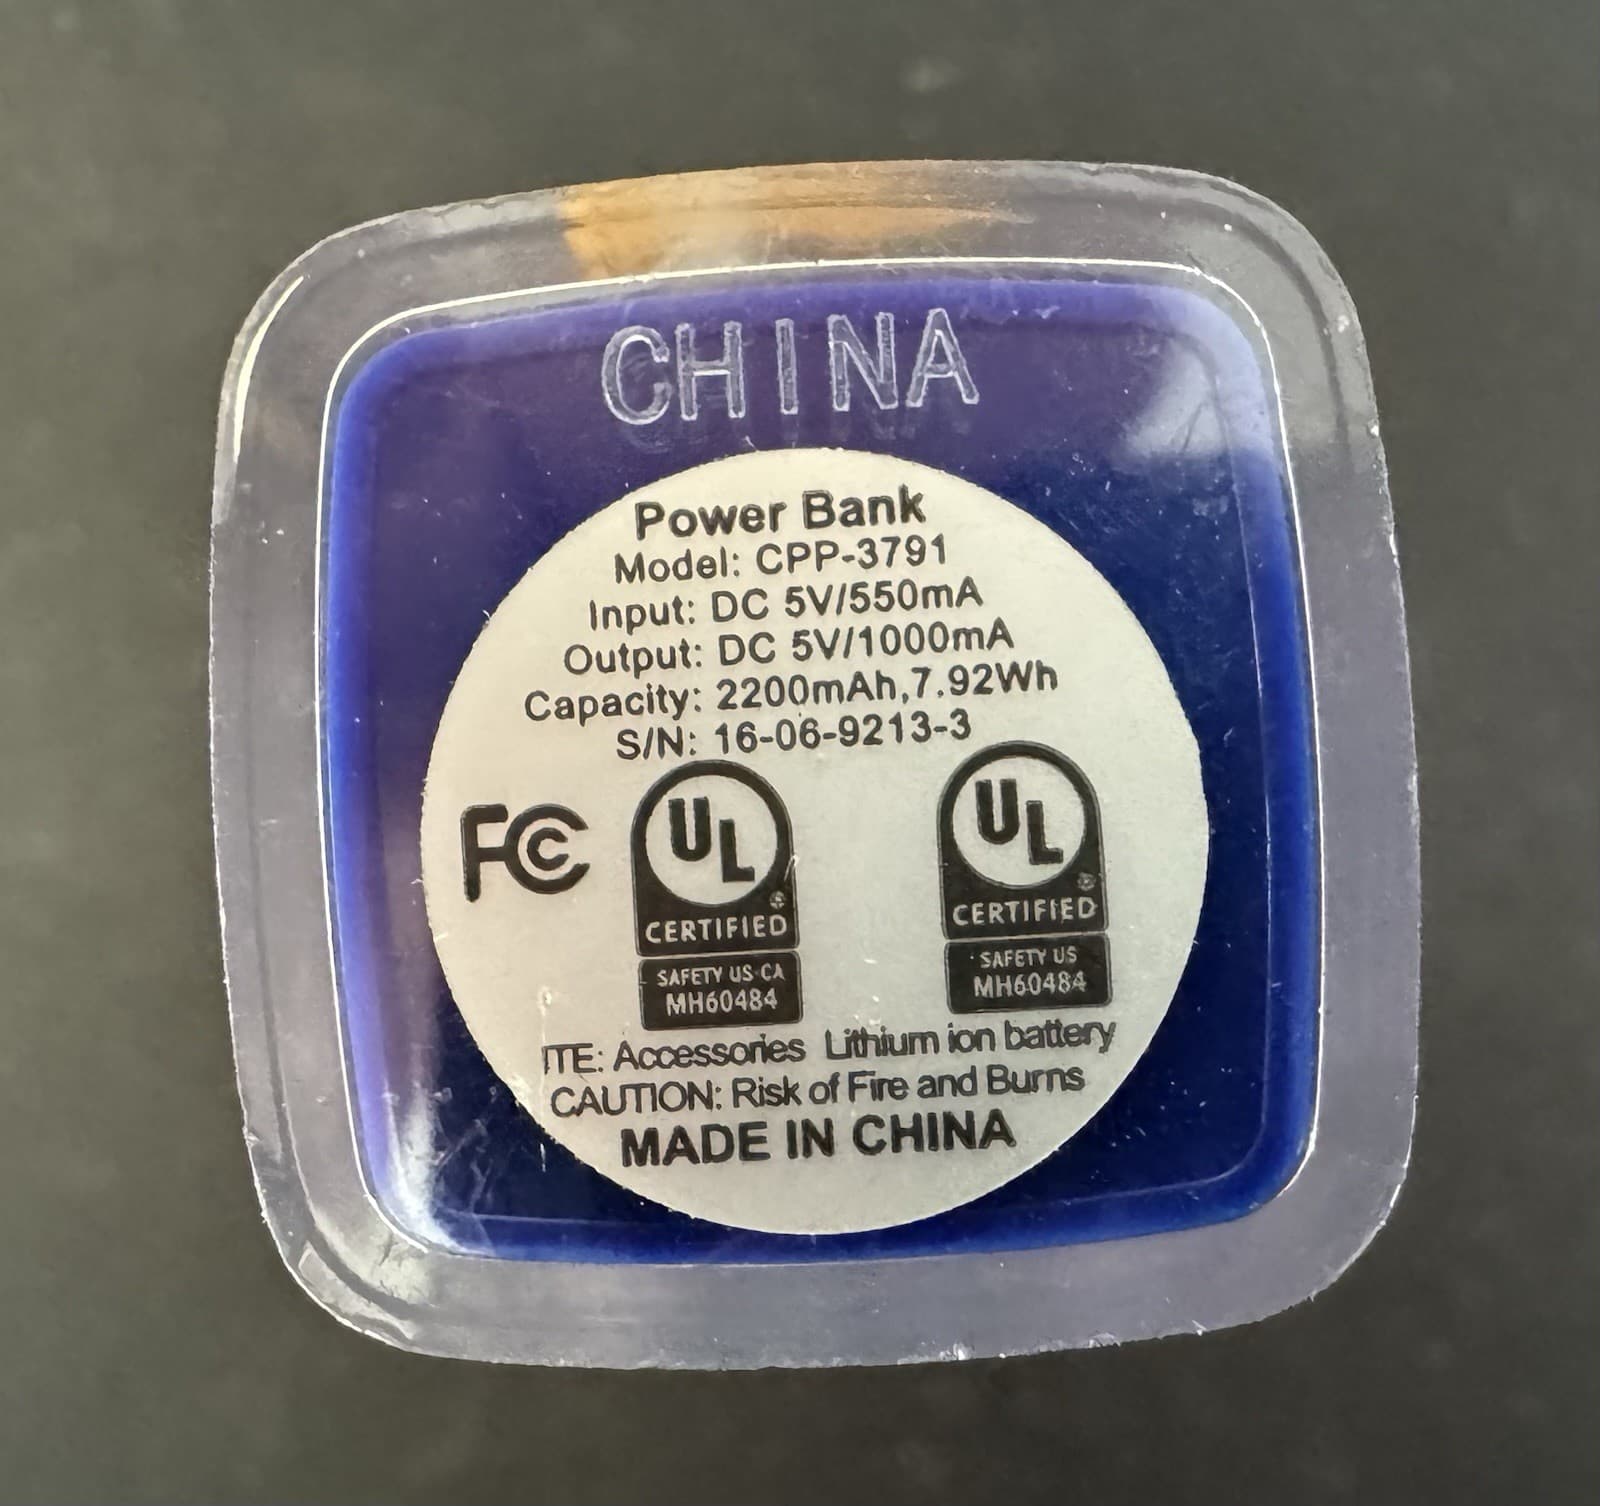 CHINA
Power Bank
Model: CPP-3791
Input: DC 5V/550mA
Output: DC 5V/1000mA
Capacity: 2200mAh,7.92Wh
S/N: 16-06-9213-3
FC
UL
®
CERTIFIED
SAFETY US·CA
MH60484
UL
®
CERTIFIED
SAFETY US
MH60484
ITE: Accessories Lithium ion battery
CAUTION: Risk of Fire and Burns
MADE IN CHINA